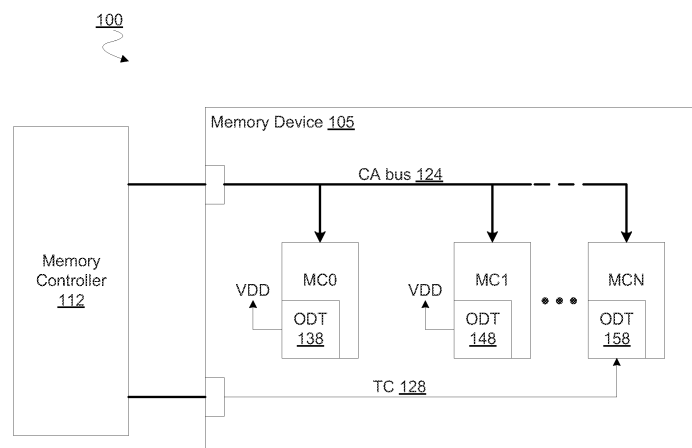 100
Memory Device 105
CA bus 124
Memory
Controller
112
MC0
MC1
MCN
VDD
VDD
ODT
138
ODT
148
ODT
158
TC 128